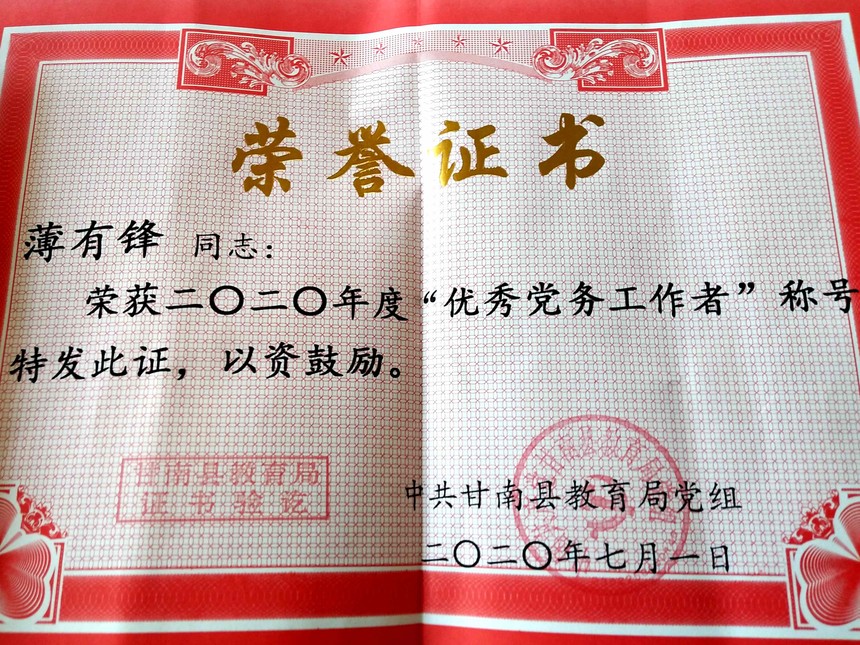 荣誉证书
薄有锋 同志：
荣获二〇二〇年度“优秀党务工作者”称号
特发此证，以资鼓励。
甘南县教育局
证书验讫
中共甘南县教育局党组
二〇二〇年七月一日